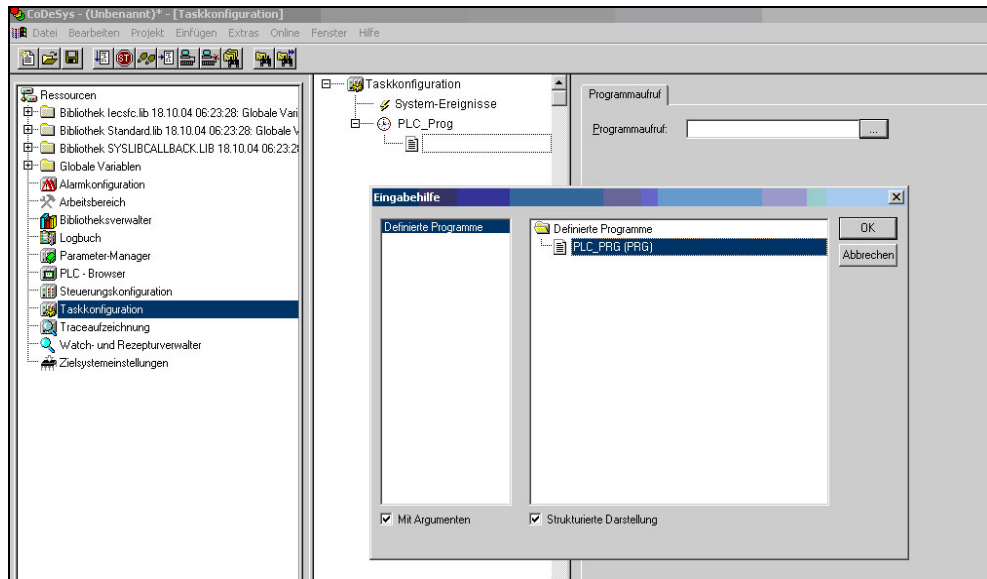 CoDeSys - (Unbenannt)* - [Taskkonfiguration]
Datei Bearbeiten Projekt Einfügen Extras Online Fenster Hilfe
Ressourcen
Bibliothek Iecsfc.lib 18.10.04 06:23:28: Globale Vari
Bibliothek Standard.lib 18.10.04 06:23:28: Globale V
Bibliothek SYSLIBCALLBACK.LIB 18.10.04 06:23:2
Globale Variablen
Alarmkonfiguration
Arbeitsbereich
Bibliotheksverwalter
Logbuch
Parameter-Manager
PLC - Browser
Steuerungskonfiguration
Taskkonfiguration
Traceaufzeichnung
Watch- und Rezepturverwalter
Zielsystemeinstellungen
Taskkonfiguration
System-Ereignisse
PLC_Prog
Programmaufruf
Programmaufruf:
...
Eingabehilfe
Definierte Programme
Definierte Programme
PLC_PRG (PRG)
OK
Abbrechen
Mit Argumenten
Strukturierte Darstellung